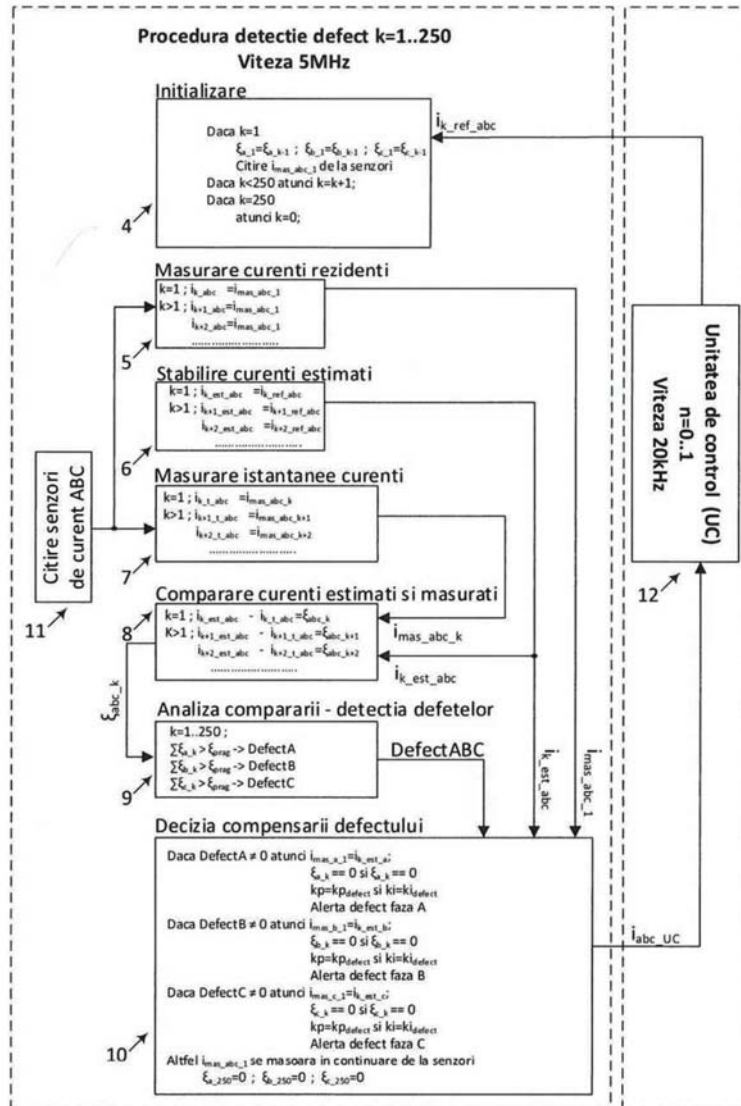 Procedura detectie defect k=1..250
Viteza 5MHz
Initializare
Daca k=1
ξa_1=ξa_k-1 ; ξb_1=ξb_k-1 ; ξc_1=ξc_k-1
Citire imas_abc_1 de la senzori
Daca k<250 atunci k=k+1;
Daca k=250
atunci k=0;
4
ik_ref_abc
Masurare curenti rezidenti
k=1 ; ik_abc =imas_abc_1
k>1 ; ik+1_abc=imas_abc_1
ik+2_abc=imas_abc_1
........................
5
Stabilire curenti estimati
k=1 ; ik_est_abc =ik_ref_abc
k>1 ; ik+1_est_abc =ik+1_ref_abc
ik+2_est_abc =ik+2_ref_abc
........................
6
Masurare istantanee curenti
k=1 ; ik_t_abc =imas_abc_k
k>1 ; ik+1_t_abc =imas_abc_k+1
ik+2_t_abc =imas_abc_k+2
........................
7
Citire senzori
de curent ABC
11
Unitatea de control (UC)
n=0..1
Viteza 20kHz
12
Comparare curenti estimati si masurati
k=1 ; ik_est_abc - ik_t_abc=ξabc_k
K>1 ; ik+1_est_abc - ik+1_t_abc=ξabc_k+1
ik+2_est_abc - ik+2_t_abc=ξabc_k+2
........................
8
imas_abc_k
ik_est_abc
ξabc_k
Analiza compararii - detectia defetelor
k=1..250 ;
∑ξa_k > ξprag -> DefectA
∑ξb_k > ξprag -> DefectB
∑ξc_k > ξprag -> DefectC
9
DefectABC
ik_est_abc
imas_abc_1
Decizia compensarii defectului
Daca DefectA ≠ 0 atunci imas_a_1=ik_est_a;
ξa_k == 0 si ξa_k == 0
kp=kpdefect si ki=kidefect
Alerta defect faza A
Daca DefectB ≠ 0 atunci imas_b_1=ik_est_b;
ξb_k == 0 si ξb_k == 0
kp=kpdefect si ki=kidefect
Alerta defect faza B
Daca DefectC ≠ 0 atunci imas_c_1=ik_est_c;
ξc_k == 0 si ξc_k == 0
kp=kpdefect si ki=kidefect
Alerta defect faza C
Altfel imas_abc_1 se masoara in continuare de la senzori
ξa_250=0 ; ξb_250=0 ; ξc_250=0
10
iabc_UC